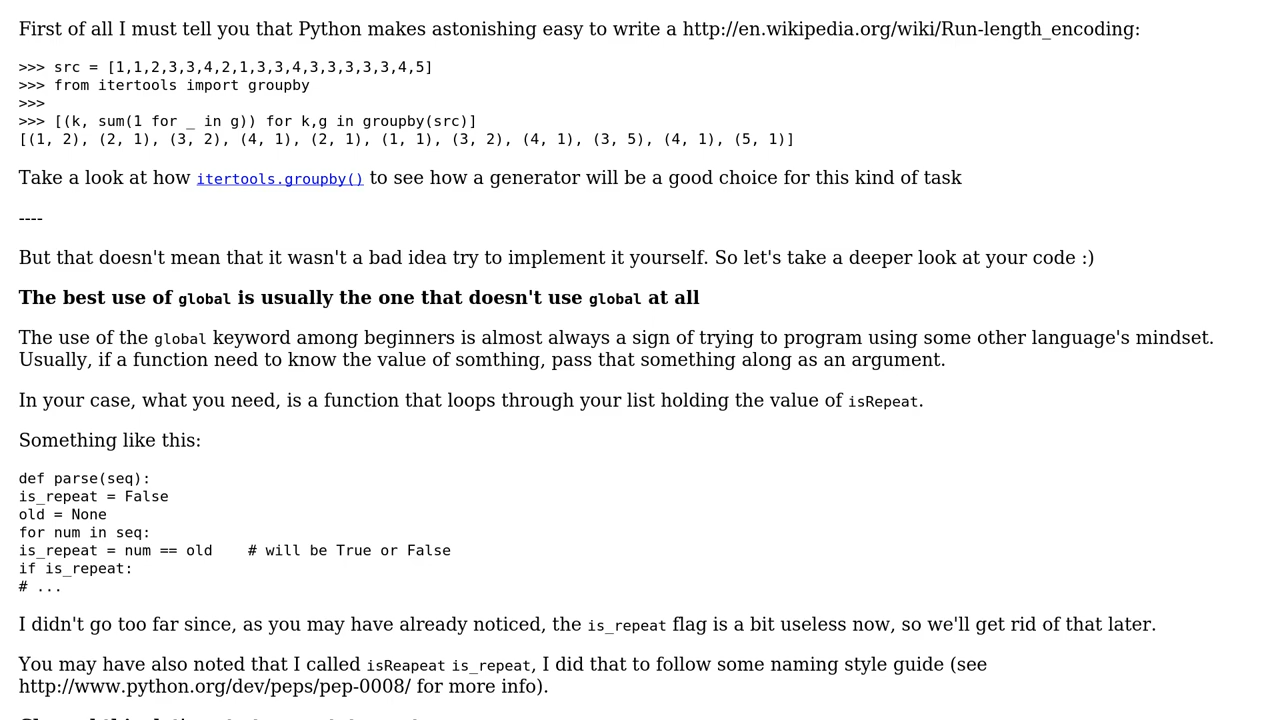 First of all I must tell you that Python makes astonishing easy to write a http://en.wikipedia.org/wiki/Run-length_encoding:
>>> src = [1,1,2,3,3,4,2,1,3,3,4,3,3,3,3,3,4,5]
>>> from itertools import groupby
>>>
>>> [(k, sum(1 for _ in g)) for k,g in groupby(src)]
[(1, 2), (2, 1), (3, 2), (4, 1), (2, 1), (1, 1), (3, 2), (4, 1), (3, 5), (4, 1), (5, 1)]
Take a look at how itertools.groupby() to see how a generator will be a good choice for this kind of task
----
But that doesn't mean that it wasn't a bad idea try to implement it yourself. So let's take a deeper look at your code :)
The best use of global is usually the one that doesn't use global at all
The use of the global keyword among beginners is almost always a sign of trying to program using some other language's mindset.
Usually, if a function need to know the value of somthing, pass that something along as an argument.
In your case, what you need, is a function that loops through your list holding the value of isRepeat.
Something like this:
def parse(seq):
is_repeat = False
old = None
for num in seq:
is_repeat = num == old    # will be True or False
if is_repeat:
# ...
I didn't go too far since, as you may have already noticed, the is_repeat flag is a bit useless now, so we'll get rid of that later.
You may have also noted that I called isReapeat is_repeat, I did that to follow some naming style guide (see
http://www.python.org/dev/peps/pep-0008/ for more info).